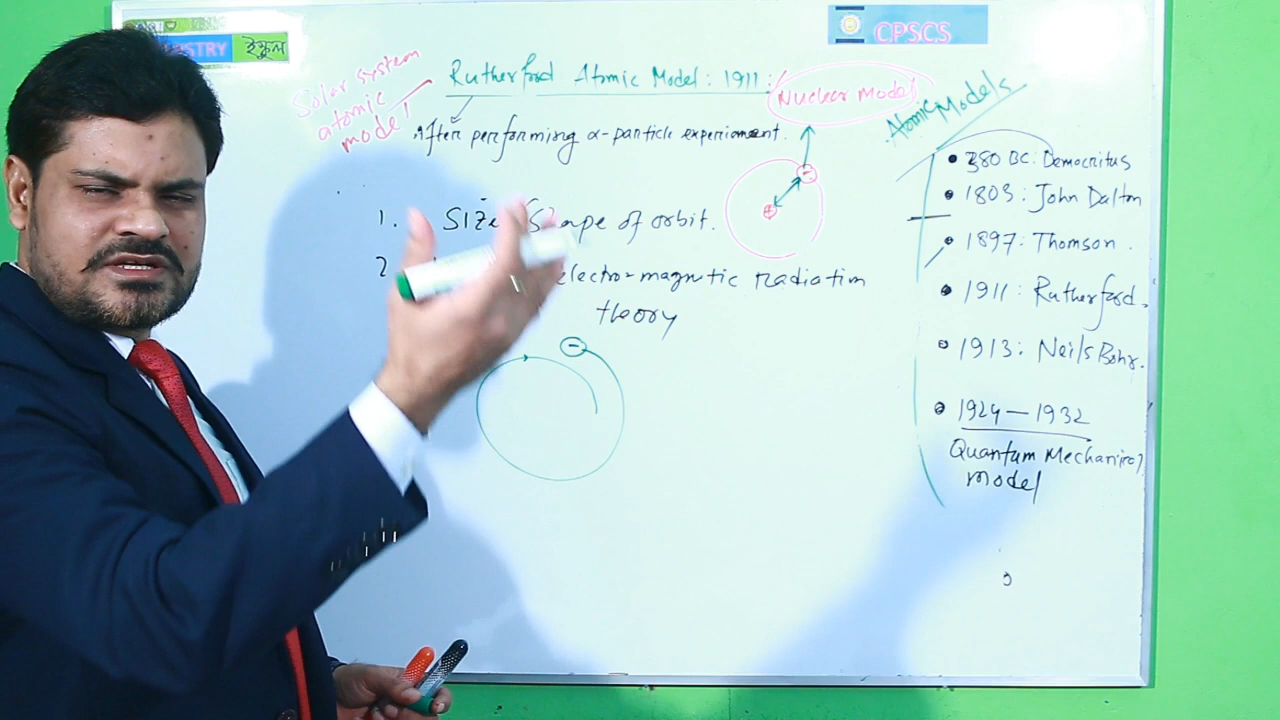 ISTRY ইস্কুল
CPSCS
Solar system
atomic
model
Rutherford Atomic Model: 1911:
Nuclear Model
After performing α-particle experiament.
1. Size/Shape of orbit.
2 electro-magnetic radiation
theory
Atomic Models
• 380 BC: Democritus
• 1803: John Dalton
• 1897: Thomson.
• 1911: Rutherford.
• 1913: Neils Bohr.
• 1924-1932
Quantum Mechanical
model
+
-
-